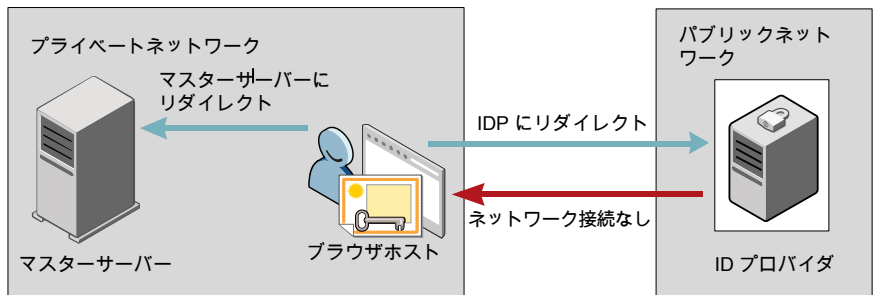 プライベートネットワーク
マスターサーバーに
リダイレクト
マスターサーバー
ブラウザホスト
IDP にリダイレクト
ネットワーク接続なし
パブリックネット
ワーク
ID プロバイダ